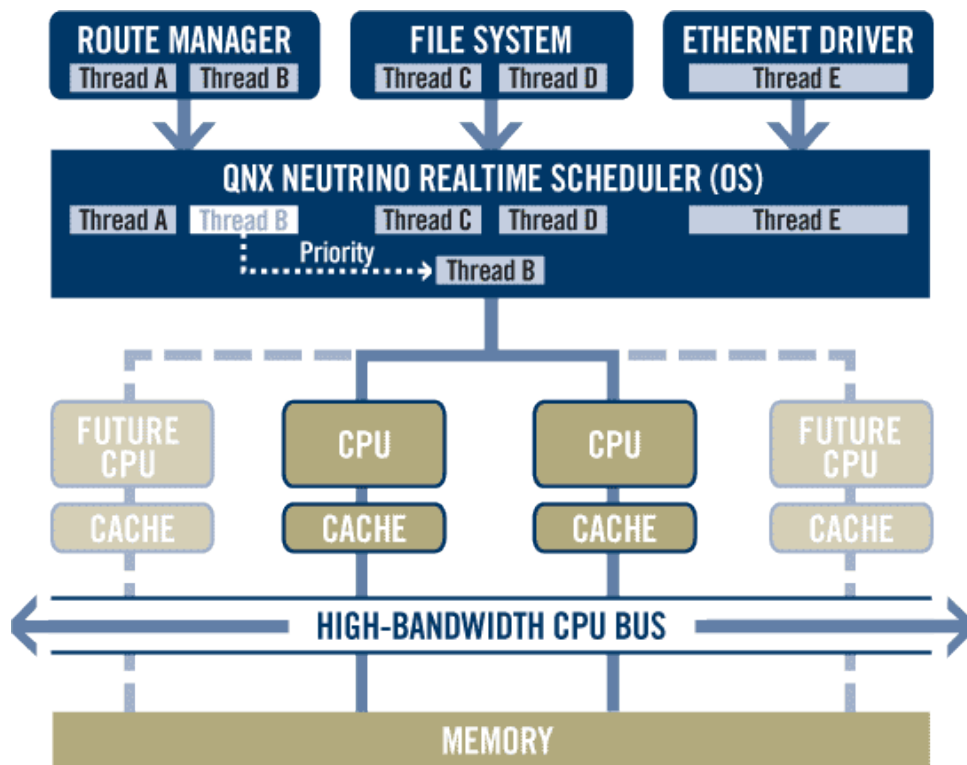 ROUTE MANAGER
Thread A Thread B
FILE SYSTEM
Thread C Thread D
ETHERNET DRIVER
Thread E
QNX NEUTRINO REALTIME SCHEDULER (OS)
Thread A Thread B Thread C Thread D Thread E
Priority
Thread B
FUTURE
CPU
CPU
CPU
FUTURE
CPU
CACHE
CACHE
CACHE
CACHE
HIGH-BANDWIDTH CPU BUS
MEMORY